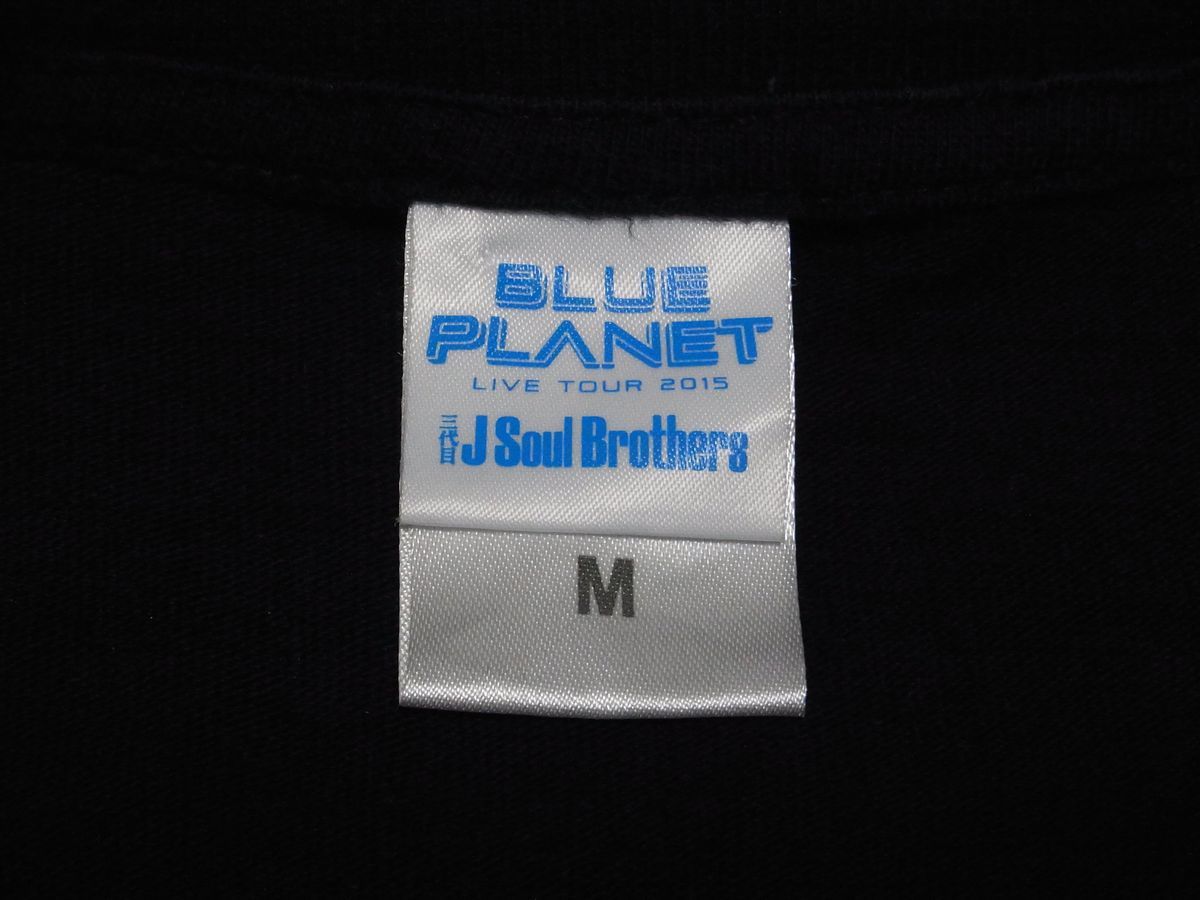 BLUE
PLANET
LIVE TOUR 2015
三代目 J Soul Brothers
M